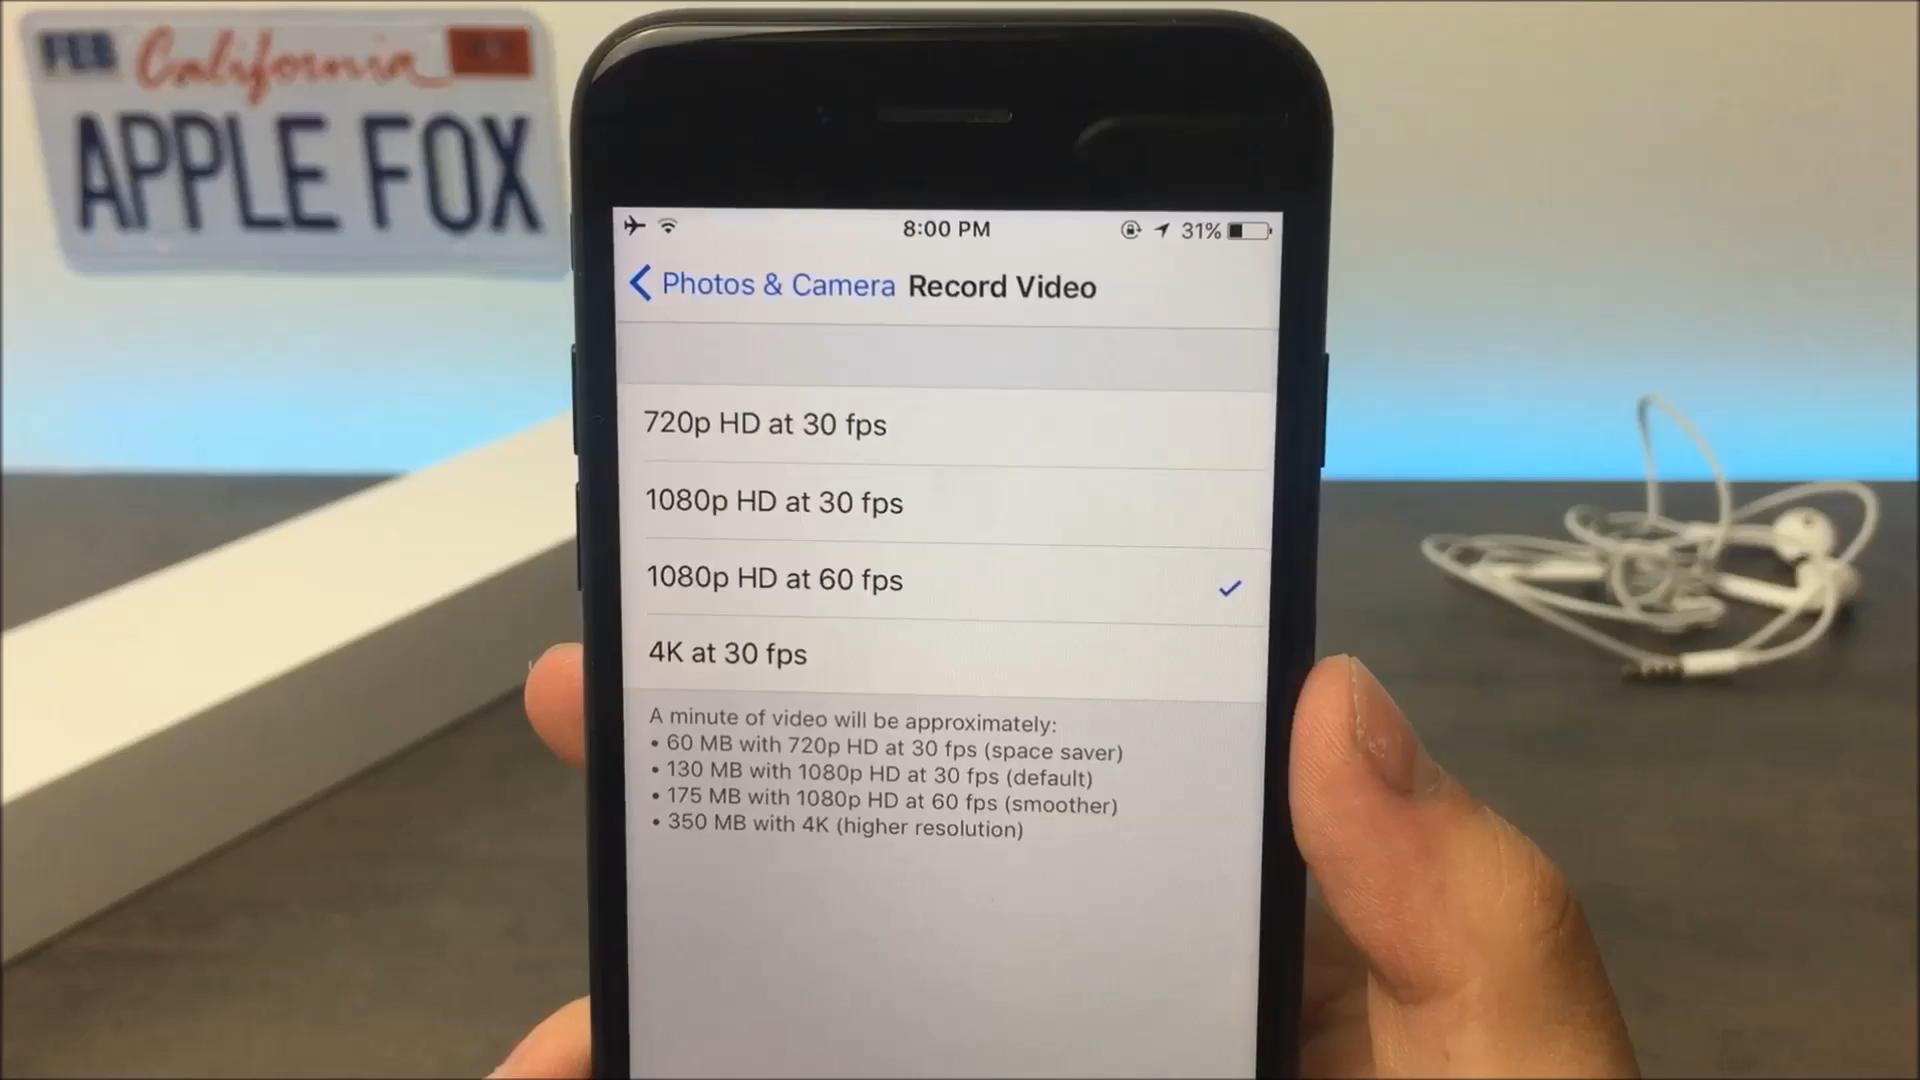 FEB California
APPLE FOX
8:00 PM
31%
Photos & Camera Record Video
720p HD at 30 fps
1080p HD at 30 fps
1080p HD at 60 fps
4K at 30 fps
A minute of video will be approximately:
• 60 MB with 720p HD at 30 fps (space saver)
• 130 MB with 1080p HD at 30 fps (default)
• 175 MB with 1080p HD at 60 fps (smoother)
• 350 MB with 4K (higher resolution)